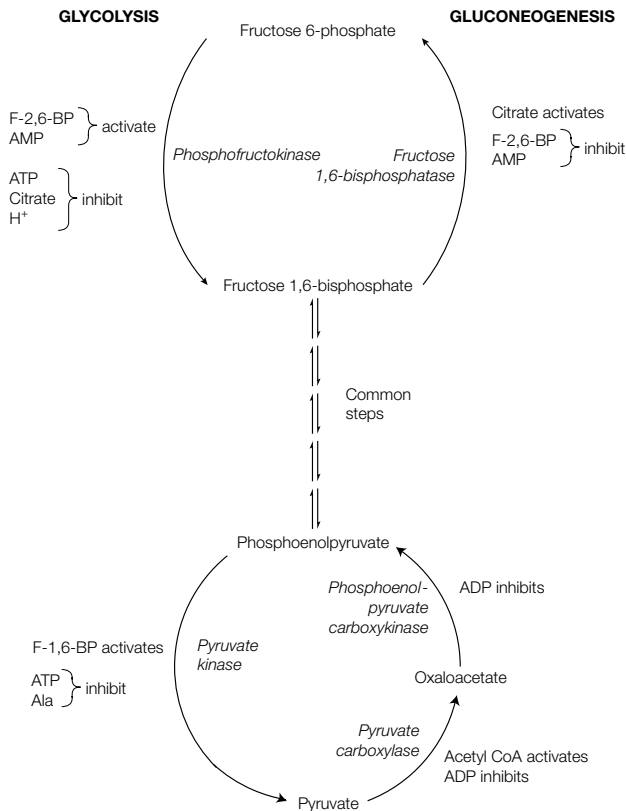 GLYCOLYSIS
GLUCONEOGENESIS
Fructose 6-phosphate
F-2,6-BP
AMP
activate
ATP
Citrate
H⁺
inhibit
Phosphofructokinase
Fructose
1,6-bisphosphatase
Citrate activates
F-2,6-BP
AMP
inhibit
Fructose 1,6-bisphosphate
Common
steps
Phosphoenolpyruvate
F-1,6-BP activates
ATP
Ala
inhibit
Pyruvate
kinase
Phosphoenol-
pyruvate
carboxykinase
ADP inhibits
Oxaloacetate
Pyruvate
carboxylase
Acetyl CoA activates
ADP inhibits
Pyruvate